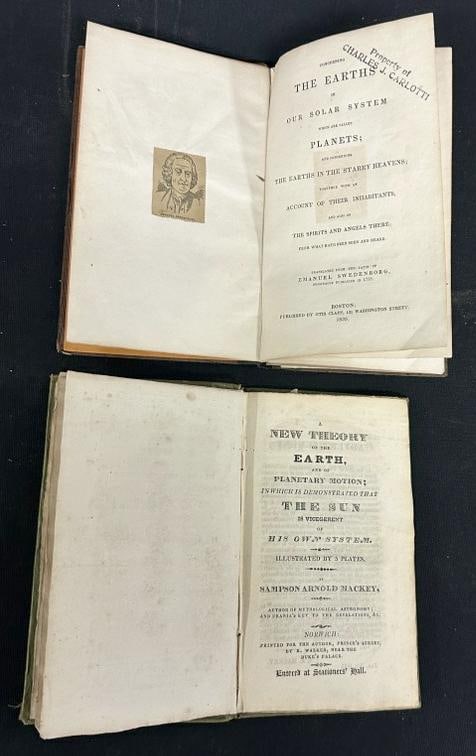 Property of
CHARLES J. CARLOTTI
CONCERNING
THE EARTHS
IN
OUR SOLAR SYSTEM
WHICH ARE CALLED
PLANETS;
AND CONCERNING
THE EARTHS IN THE STARRY HEAVENS;
TOGETHER WITH AN
ACCOUNT OF THEIR INHABITANTS,
AND ALSO OF
THE SPIRITS AND ANGELS THERE;
FROM WHAT HATH BEEN SEEN AND HEARD.
TRANSLATED FROM THE LATIN OF
EMANUEL SWEDENBORG,
BOSTON:
PUBLISHED BY OTIS CLAPP, 121 WASHINGTON STREET.
1839.
A
NEW THEORY
OF THE
EARTH,
AND OF
PLANETARY MOTION;
IN WHICH IS DEMONSTRATED THAT
THE SUN
IS VICEGERENT
OF
HIS OWN SYSTEM.
ILLUSTRATED BY 5 PLATES.
BY
SAMPSON ARNOLD MACKEY,
AUTHOR OF MYTHOLOGICAL ASTRONOMY;
AND URANIA'S KEY TO THE REVELATIONS, &c.
NORWICH:
PRINTED FOR THE AUTHOR, PRINCE'S STREET,
BY R. WALKER, NEAR THE
DUKE'S PALACE.
Entered at Stationers' Hall.